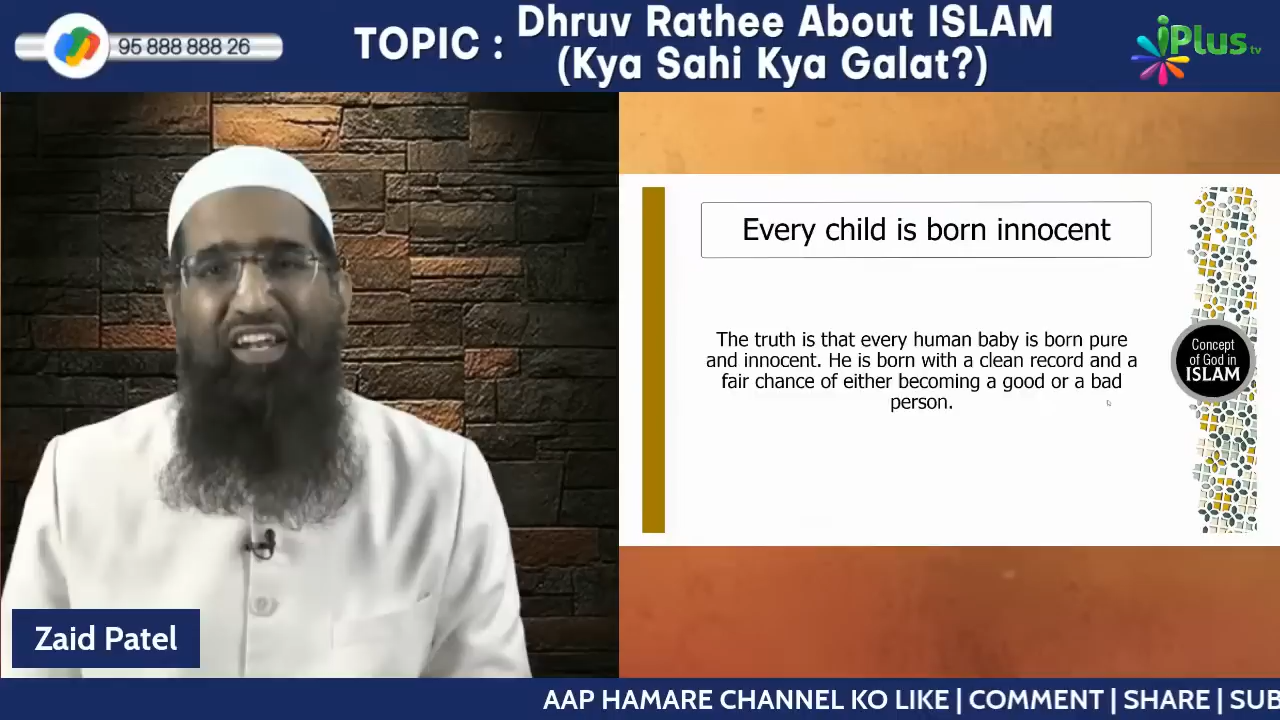 95 888 888 26
TOPIC :
Dhruv Rathee About ISLAM
(Kya Sahi Kya Galat?)
iPlus tv
Every child is born innocent
The truth is that every human baby is born pure
and innocent. He is born with a clean record and a
fair chance of either becoming a good or a bad
person.
Concept
of God in
ISLAM
Zaid Patel
AAP HAMARE CHANNEL KO LIKE | COMMENT | SHARE | SUB